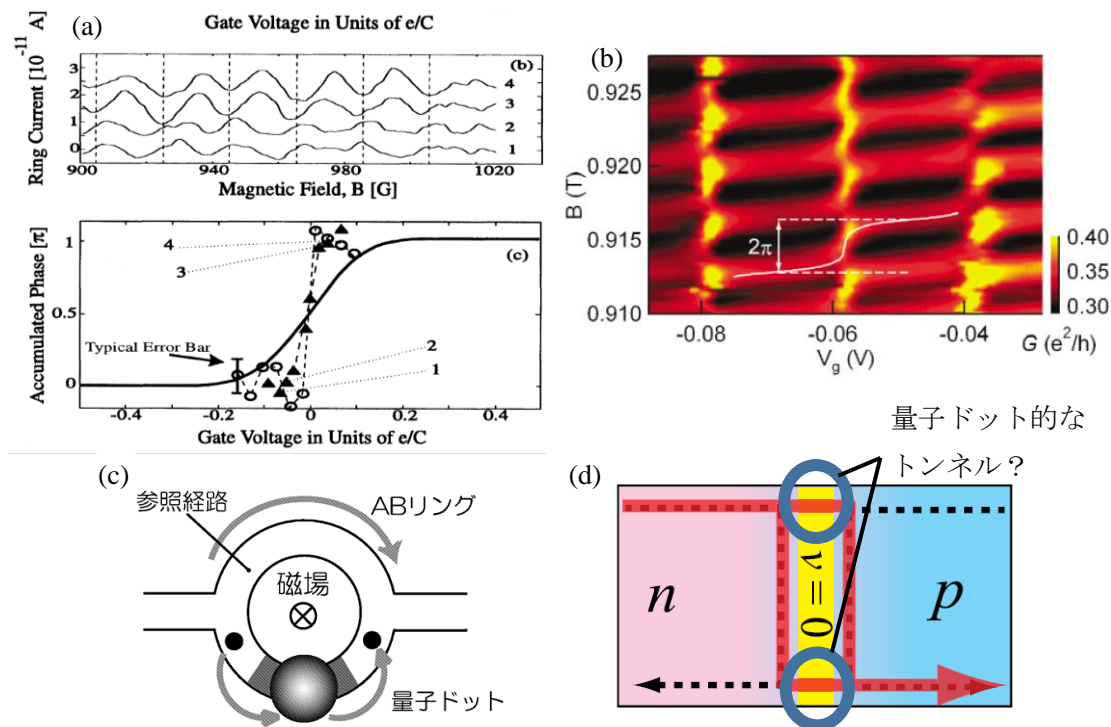 (a)
Gate Voltage in Units of e/C
Ring Current [10⁻¹¹ A]
3
2
1
0
(b)
4
3
2
1
900
940
980
1020
Magnetic Field, B [G]
Accumulated Phase [π]
1
0.5
0
(c)
4
3
Typical Error Bar
2
1
-0.4
-0.2
0
0.2
0.4
Gate Voltage in Units of e/C
(b)
B (T)
0.925
0.920
0.915
0.910
2π
0.40
0.35
0.30
-0.08
-0.06
-0.04
V_g (V)
G (e²/h)
(c)
参照経路
ABリング
磁場
量子ドット
量子ドット的な
トンネル？
(d)
n
ν = 0
p